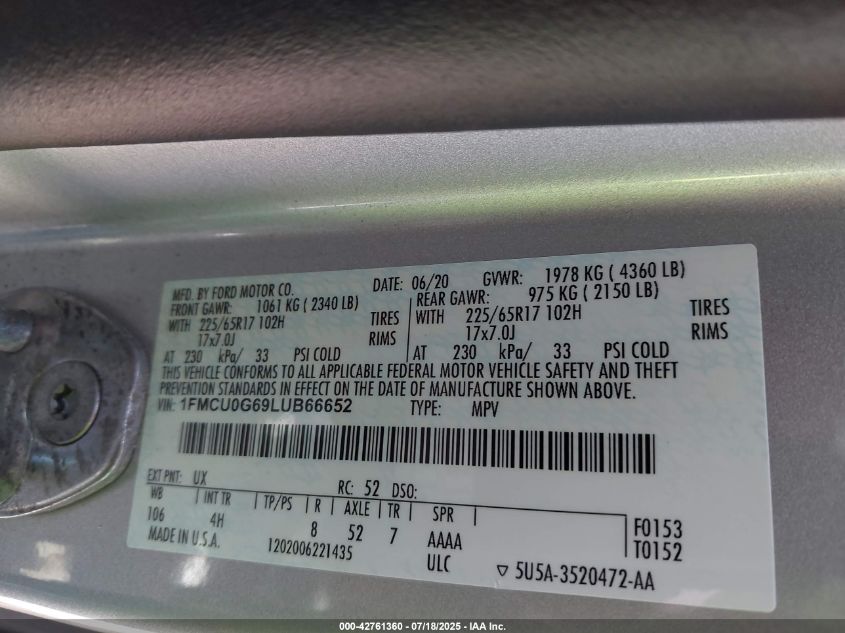 MFD. BY FORD MOTOR CO. DATE: 06/20 GVWR: 1978 KG ( 4360 LB)
FRONT GAWR: 1061 KG ( 2340 LB) REAR GAWR: 975 KG ( 2150 LB)
WITH 225/65R17 102H TIRES WITH 225/65R17 102H TIRES
17x7.0J RIMS 17x7.0J RIMS
AT 230 kPa/ 33 PSI COLD AT 230 kPa/ 33 PSI COLD
THIS VEHICLE CONFORMS TO ALL APPLICABLE FEDERAL MOTOR VEHICLE SAFETY AND THEFT
PREVENTION STANDARDS IN EFFECT ON THE DATE OF MANUFACTURE SHOWN ABOVE.
VIN: 1FMCU0G69LUB66652 TYPE: MPV
EXT PNT: UX RC: 52 DSO:
WB INT TR TP/PS R AXLE TR SPR
106 4H 8 52 7 AAAA F0153
MADE IN U.S.A. 1202006221435 ULC T0152
5U5A-3520472-AA
000-42761360 - 07/18/2025 - IAA Inc.